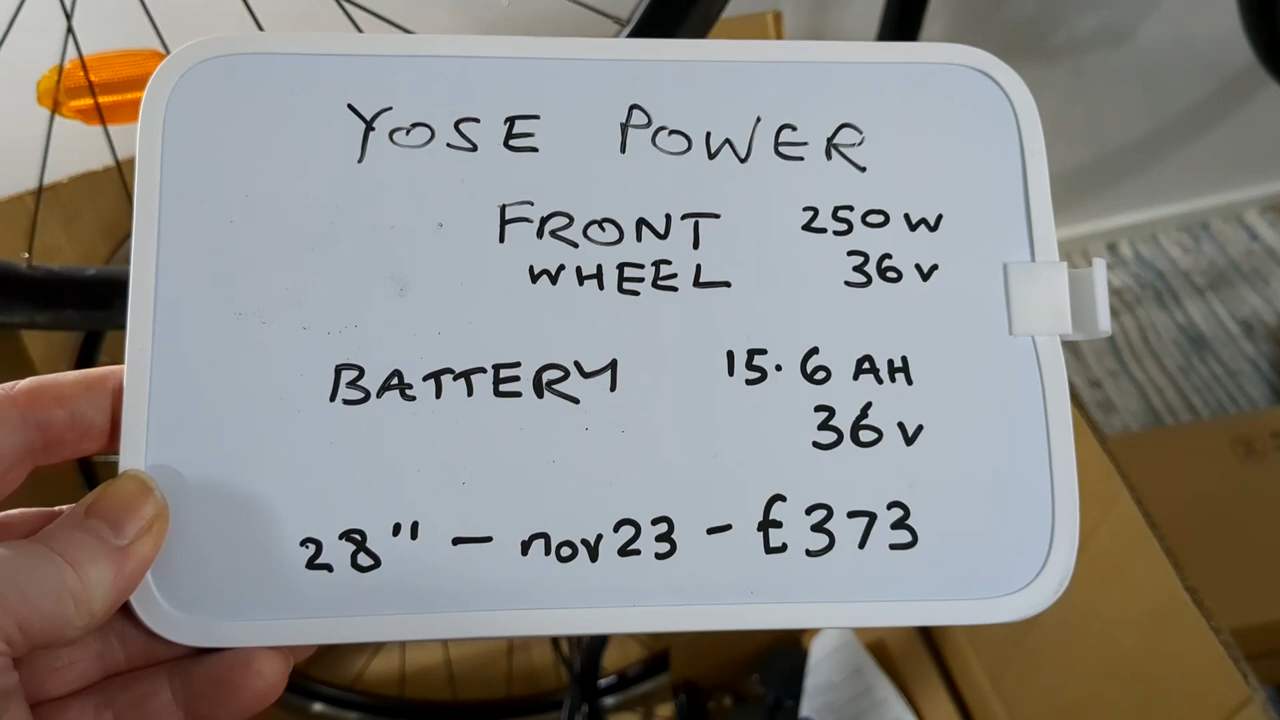 YOSE POWER
FRONT 250W
WHEEL 36v
BATTERY 15.6 AH
36v
28" - nov23 - £373